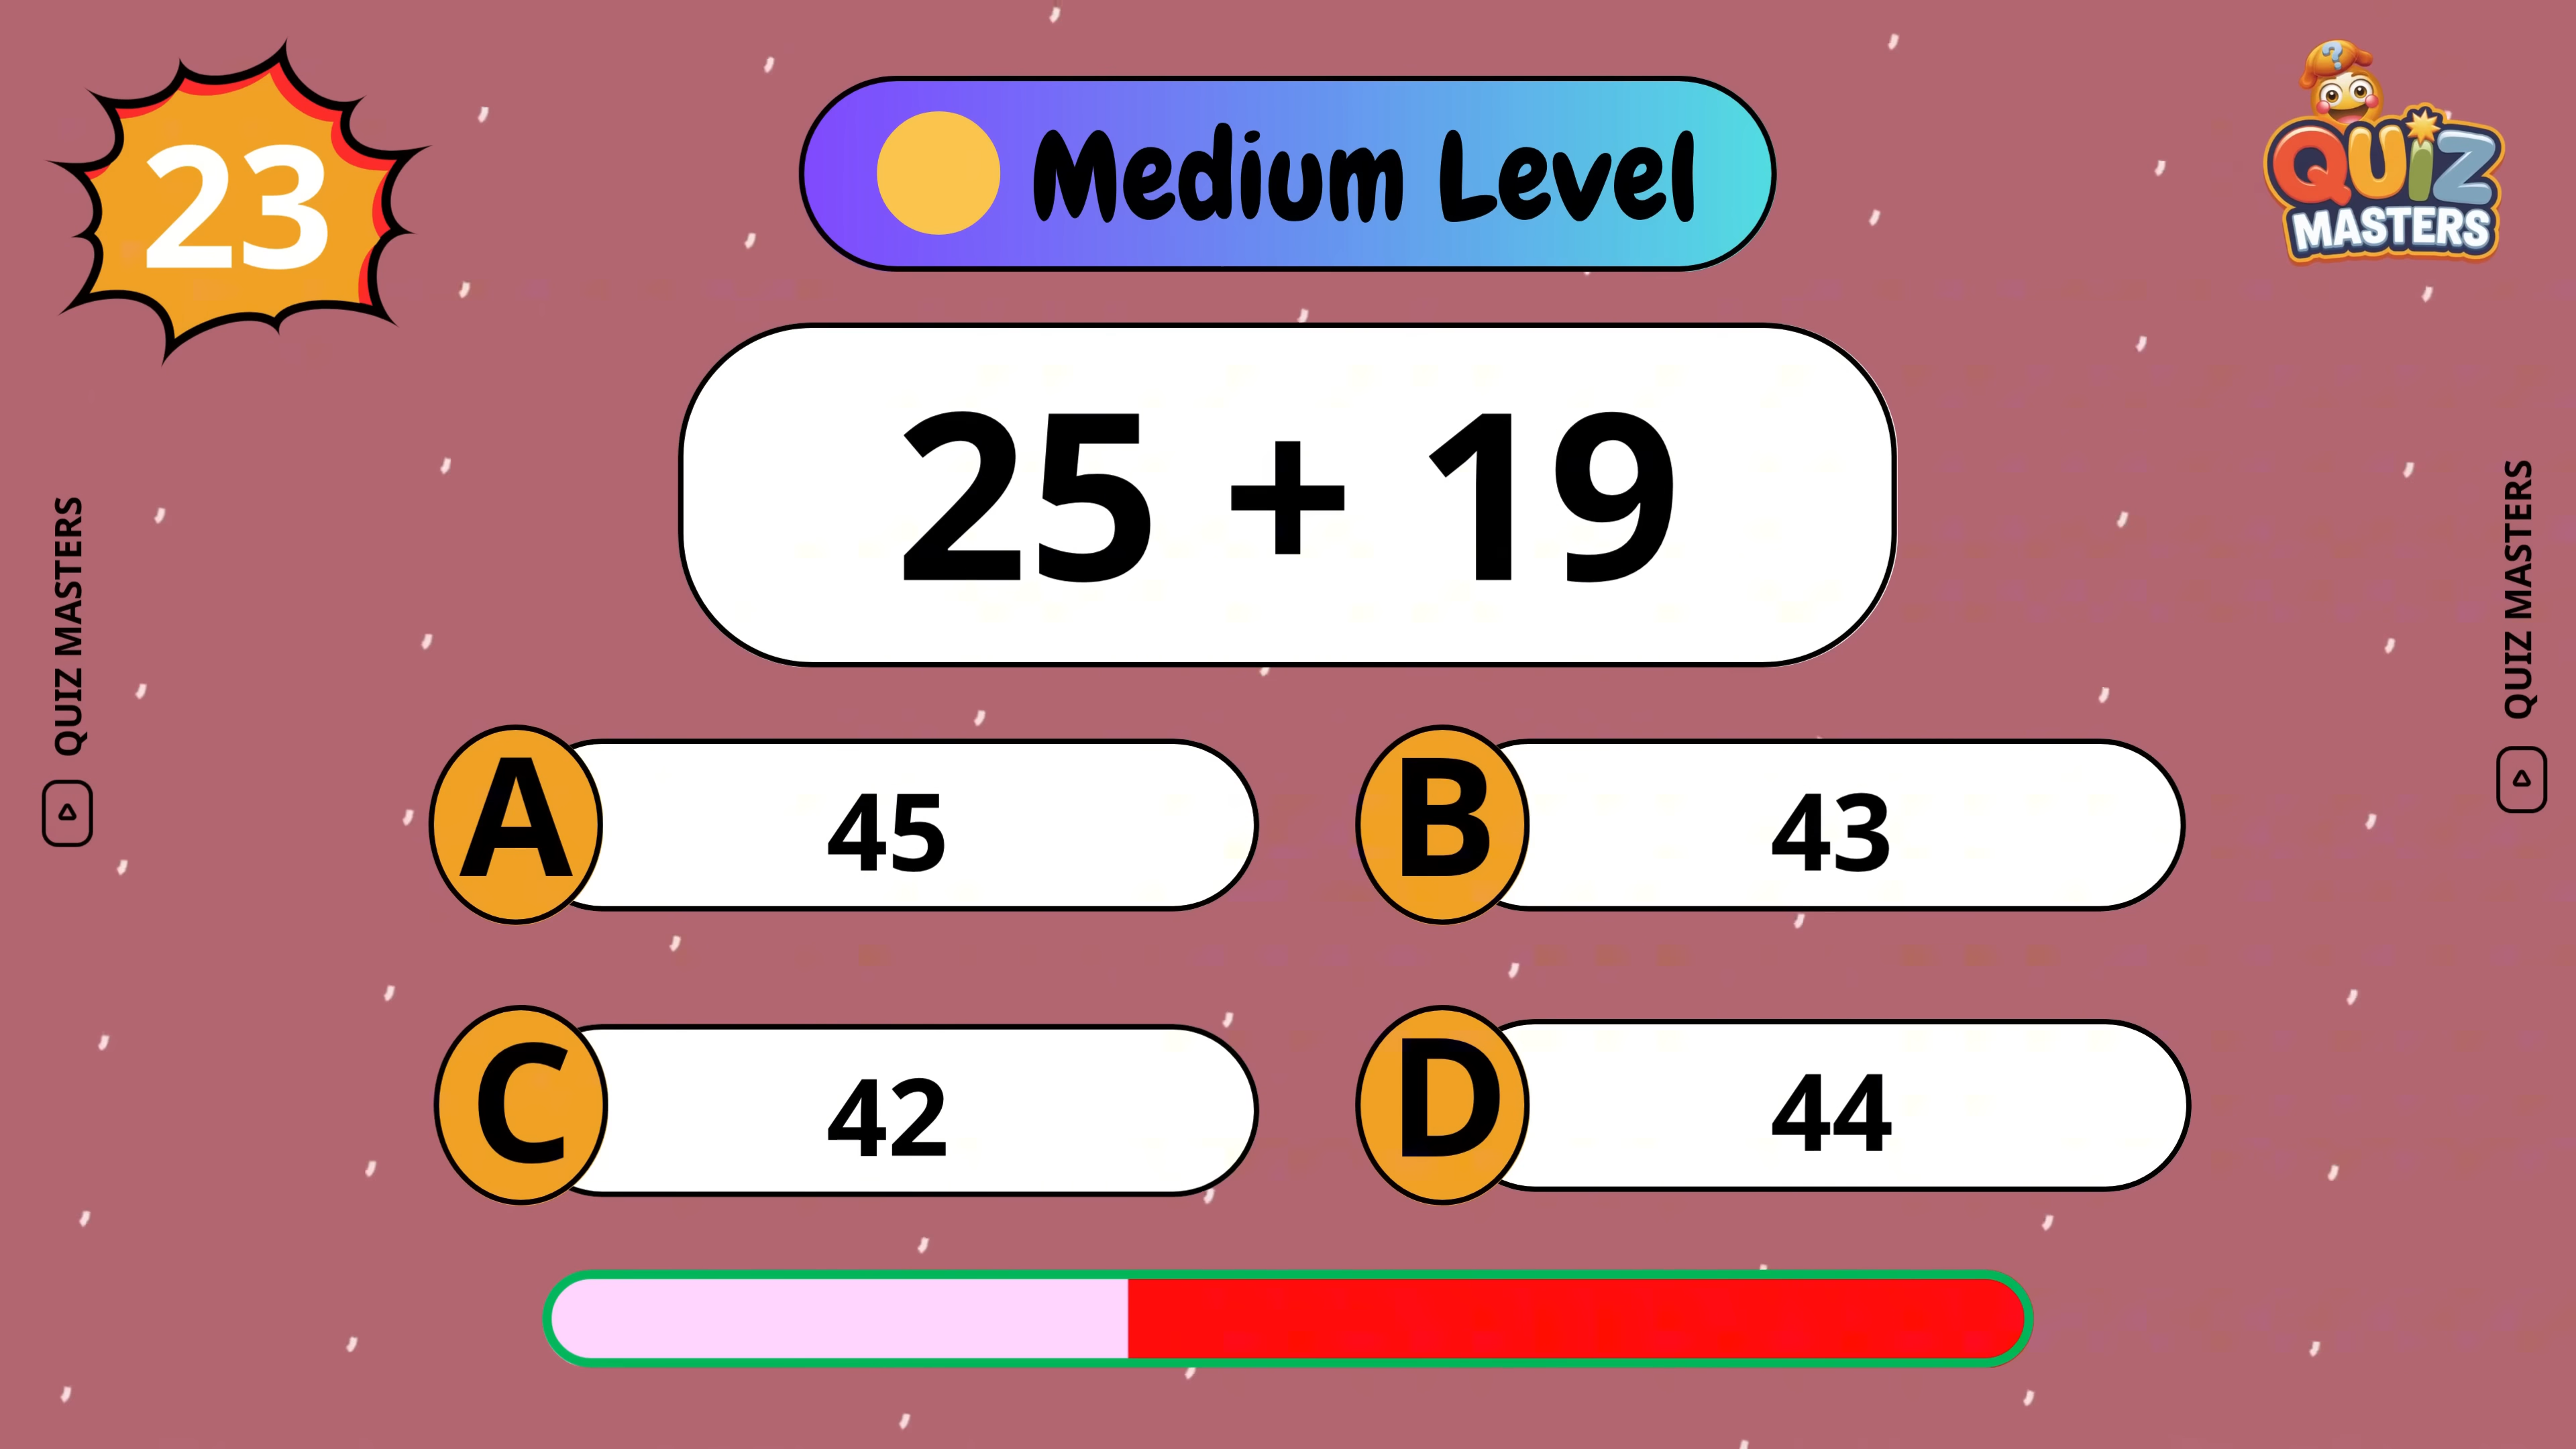 23
Medium Level
?
QUIZ
MASTERS
25 + 19
QUIZ MASTERS
QUIZ MASTERS
A
45
B
43
C
42
D
44